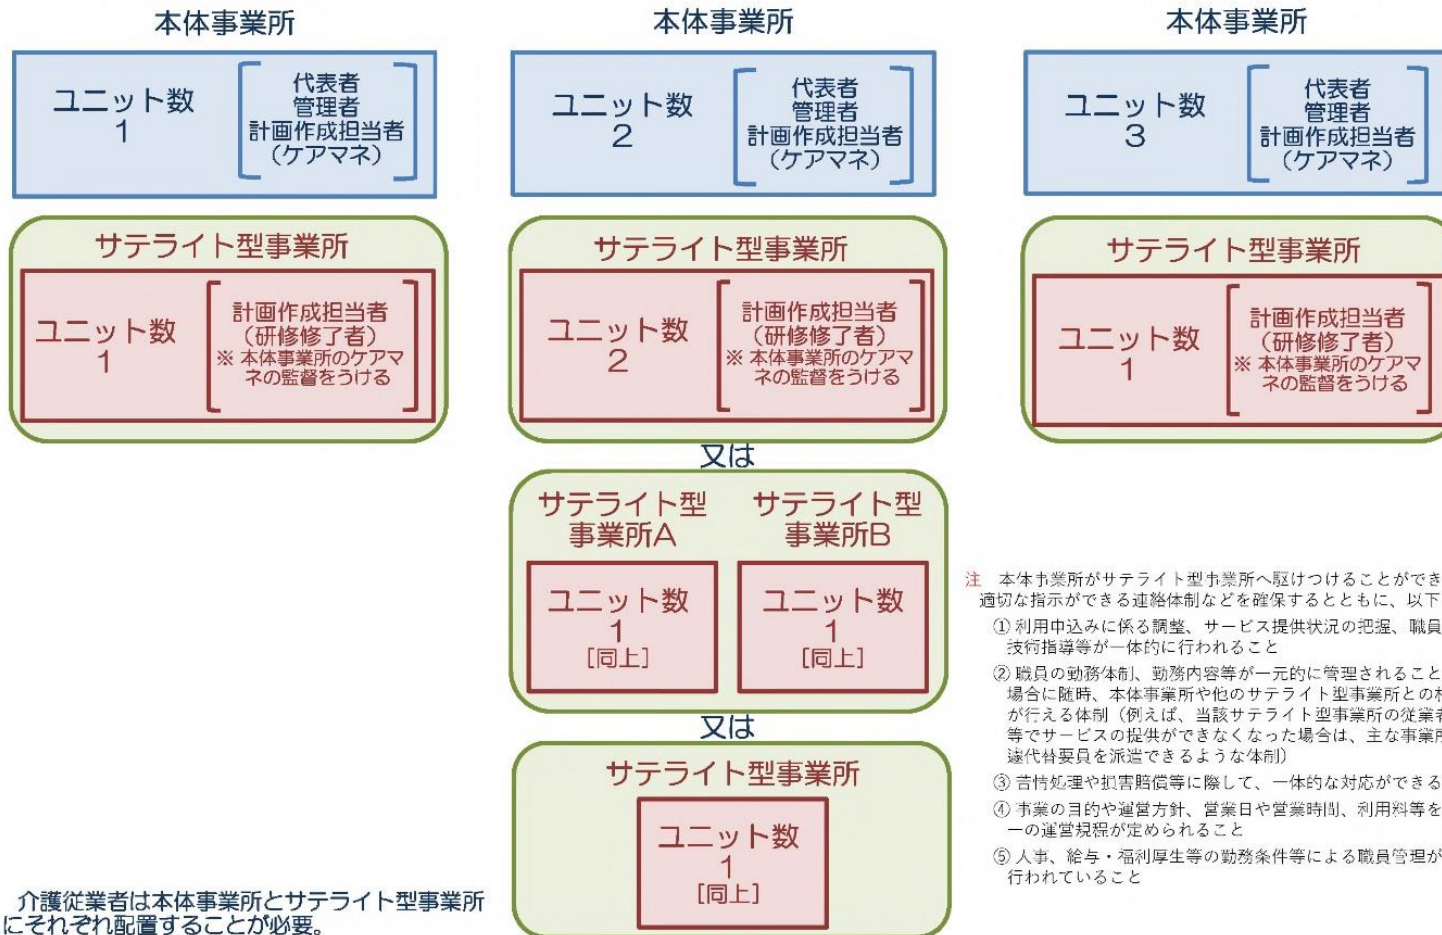 本体事業所
ユニット数
1
代表者
管理者
計画作成担当者
(ケアマネ)
サテライト型事業所
ユニット数
1
計画作成担当者
(研修修了者)
※ 本体事業所のケアマ
ネの監督をうける
本体事業所
ユニット数
2
代表者
管理者
計画作成担当者
(ケアマネ)
サテライト型事業所
ユニット数
2
計画作成担当者
(研修修了者)
※ 本体事業所のケアマ
ネの監督をうける
又は
サテライト型
事業所A
ユニット数
1
[同上]
サテライト型
事業所B
ユニット数
1
[同上]
又は
サテライト型事業所
ユニット数
1
[同上]
本体事業所
ユニット数
3
代表者
管理者
計画作成担当者
(ケアマネ)
サテライト型事業所
ユニット数
1
計画作成担当者
(研修修了者)
※ 本体事業所のケアマ
ネの監督をうける
注 本体事業所がサテライト型事業所へ駆けつけることができ
適切な指示ができる連絡体制などを確保するとともに、以下
① 利用申込みに係る調整、サービス提供状況の把握、職員
技術指導等が一体的に行われること
② 職員の勤務体制、勤務内容等が一元的に管理されること
場合に随時、本体事業所や他のサテライト型事業所との
が行える体制（例えば、当該サテライト型事業所の従業者
等でサービスの提供ができなくなった場合は、主な事業所
速代替要員を派遣できるような体制）
③ 苦情処理や損害賠償等に際して、一体的な対応ができる
④ 事業の目的や運営方針、営業日や営業時間、利用料等を
一の運営規程が定められること
⑤ 人事、給与・福利厚生等の勤務条件等による職員管理が
行われていること
介護従業者は本体事業所とサテライト型事業所
にそれぞれ配置することが必要。